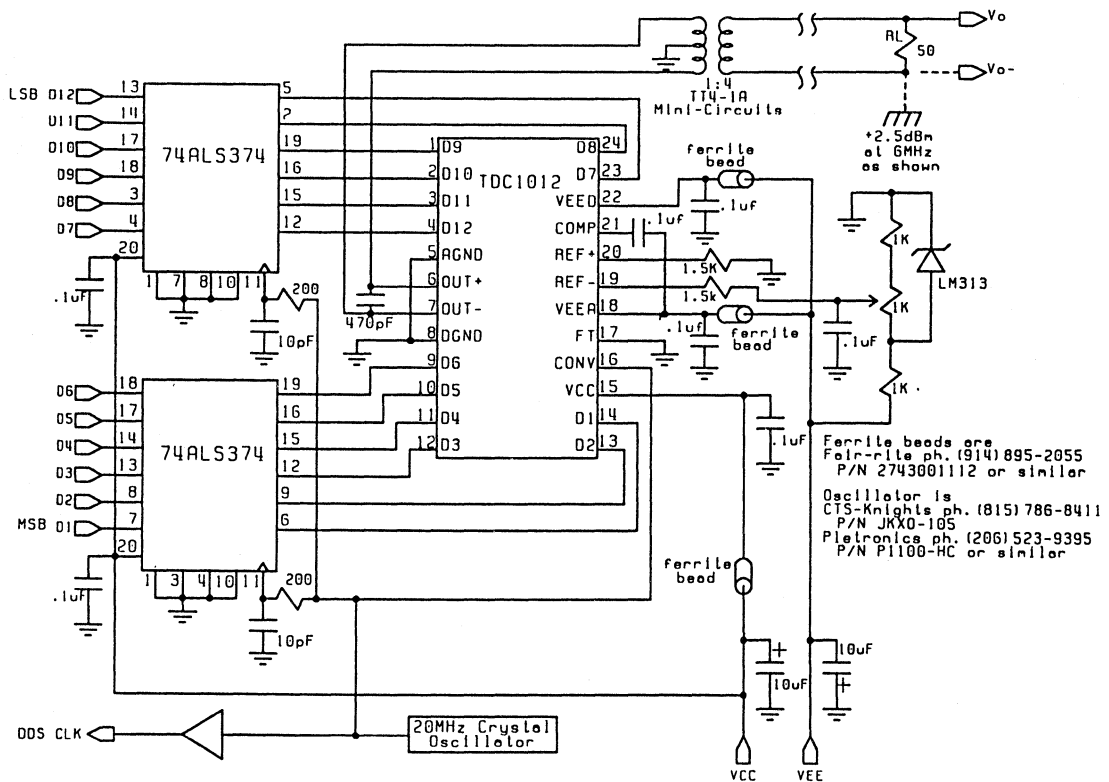 Vo
RL
50
Vo-
1:4
TT4-1A
Mini-Circuits
+2.5dBm
at 6MHz
as shown
LSB D12
D11
D10
D9
D8
D7
13
14
17
18
3
4
20
74ALS374
5
2
19
16
15
12
1
7
8
10
11
.1uF
200
10pF
470pF
TDC1012
1 D9
2 D10
3 D11
4 D12
5 AGND
6 OUT+
7 OUT-
8 DGND
9 D6
10 D5
11 D4
12 D3
D8 24
D7 23
VEED 22
COMP 21
REF+ 20
REF- 19
VEEA 18
FT 17
CONV 16
VCC 15
D1 14
D2 13
ferrite
bead
.1uF
.1uF
1.5K
1.5k
.1uF
ferrite
bead
1K
1K
1K
LM313
.1uF
.1uF
D6
D5
D4
D3
D2
MSB D1
18
17
14
13
8
7
20
74ALS374
19
16
15
12
9
6
1
3
4
10
11
.1uF
200
10pF
ferrite
bead
Ferrite beads are
Fair-rite ph. (914) 895-2055
P/N 2743001112 or similar
Oscillator is
CTS-Knights ph. (815) 786-8411
P/N JKXO-105
Pletronics ph. (206) 523-9395
P/N P1100-HC or similar
+
10uF
10uF
+
DDS CLK
20MHz Crystal
Oscillator
VCC
VEE